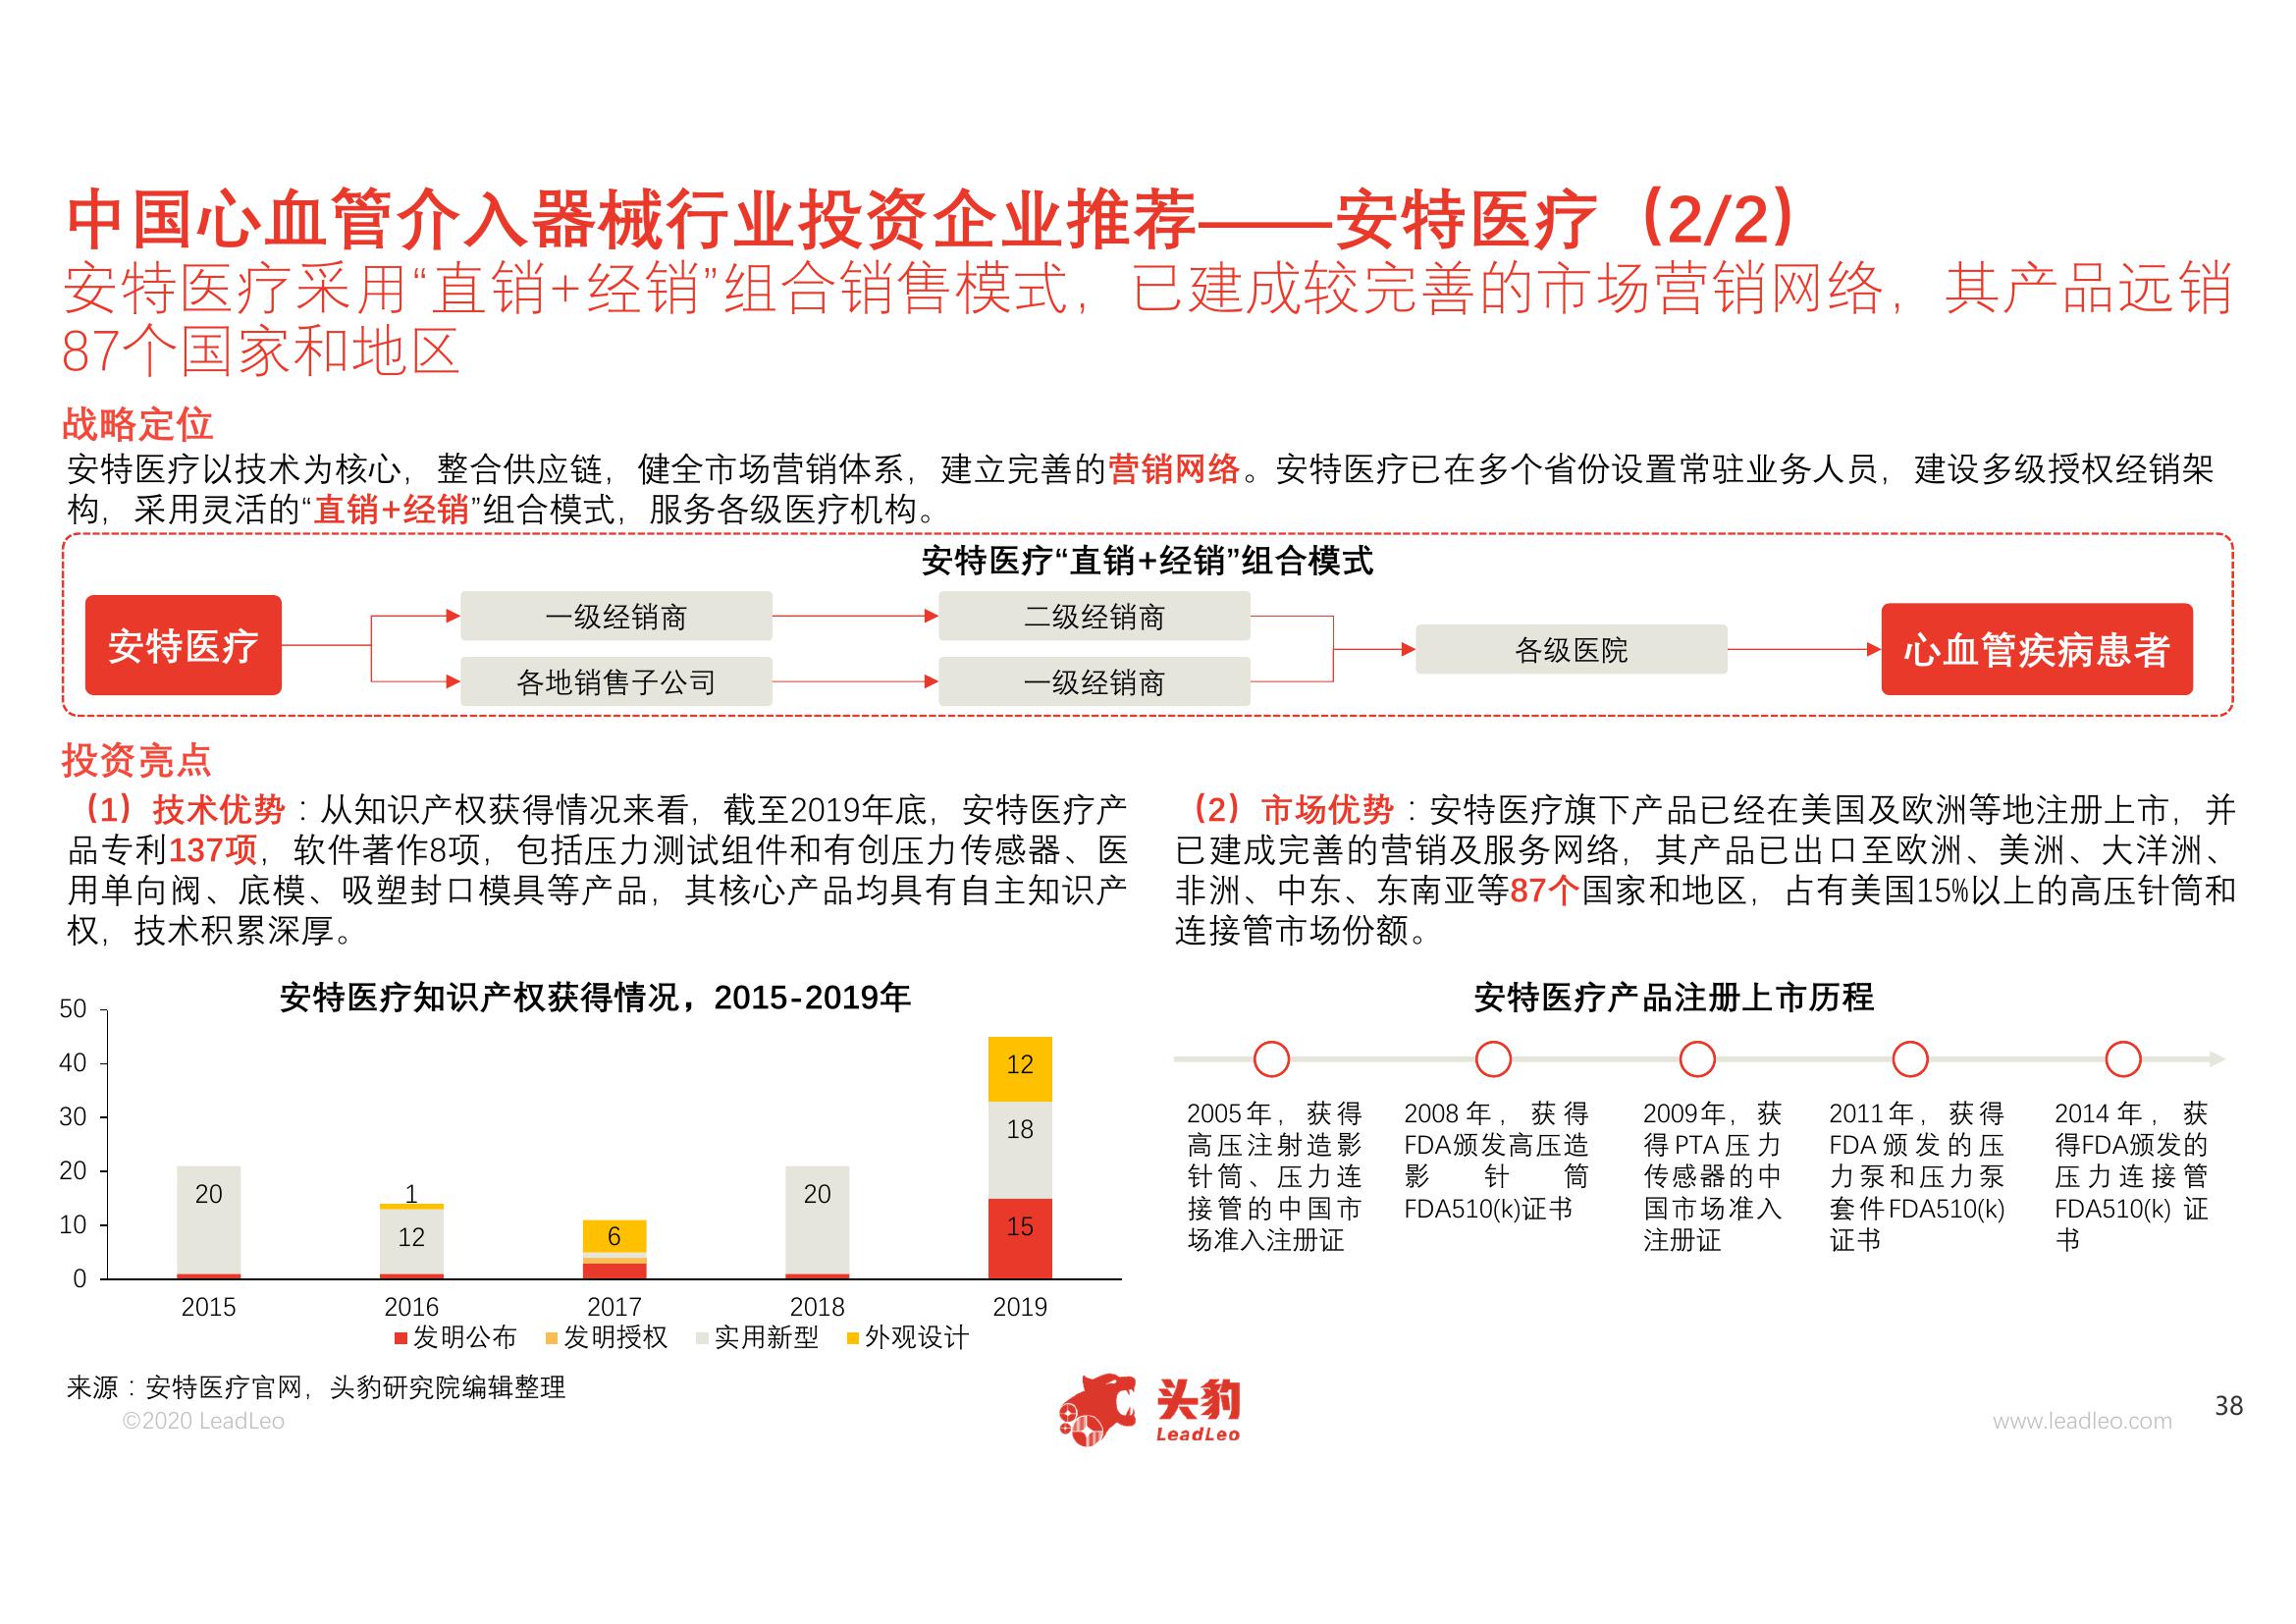 中国心血管介入器械行业投资企业推荐——安特医疗（2/2）
安特医疗采用“直销+经销”组合销售模式，已建成较完善的市场营销网络，其产品远销
87个国家和地区
战略定位
安特医疗以技术为核心，整合供应链，健全市场营销体系，建立完善的营销网络。安特医疗已在多个省份设置常驻业务人员，建设多级授权经销架
构，采用灵活的“直销+经销”组合模式，服务各级医疗机构。
安特医疗“直销+经销”组合模式
安特医疗
一级经销商
二级经销商
各地销售子公司
一级经销商
各级医院
心血管疾病患者
投资亮点
（1）技术优势：从知识产权获得情况来看，截至2019年底，安特医疗产
品专利137项，软件著作8项，包括压力测试组件和有创压力传感器、医
用单向阀、底模、吸塑封口模具等产品，其核心产品均具有自主知识产
权，技术积累深厚。
（2）市场优势：安特医疗旗下产品已经在美国及欧洲等地注册上市，并
已建成完善的营销及服务网络，其产品已出口至欧洲、美洲、大洋洲、
非洲、中东、东南亚等87个国家和地区，占有美国15%以上的高压针筒和
连接管市场份额。
安特医疗知识产权获得情况，2015-2019年
50
40
30
20
10
0
20
1
12
6
20
12
18
15
2015
2016
2017
2018
2019
发明公布
发明授权
实用新型
外观设计
安特医疗产品注册上市历程
2005年，获得
高压注射造影
针筒、压力连
接管的中国市
场准入注册证
2008年，获得
FDA颁发高压造
影针筒
FDA510(k)证书
2009年，获
得PTA压力
传感器的中
国市场准入
注册证
2011年，获得
FDA颁发的压
力泵和压力泵
套件FDA510(k)
证书
2014年，获
得FDA颁发的
压力连接管
FDA510(k)证
书
来源：安特医疗官网，头豹研究院编辑整理
©2020 LeadLeo
头豹
LeadLeo
www.leadleo.com
38